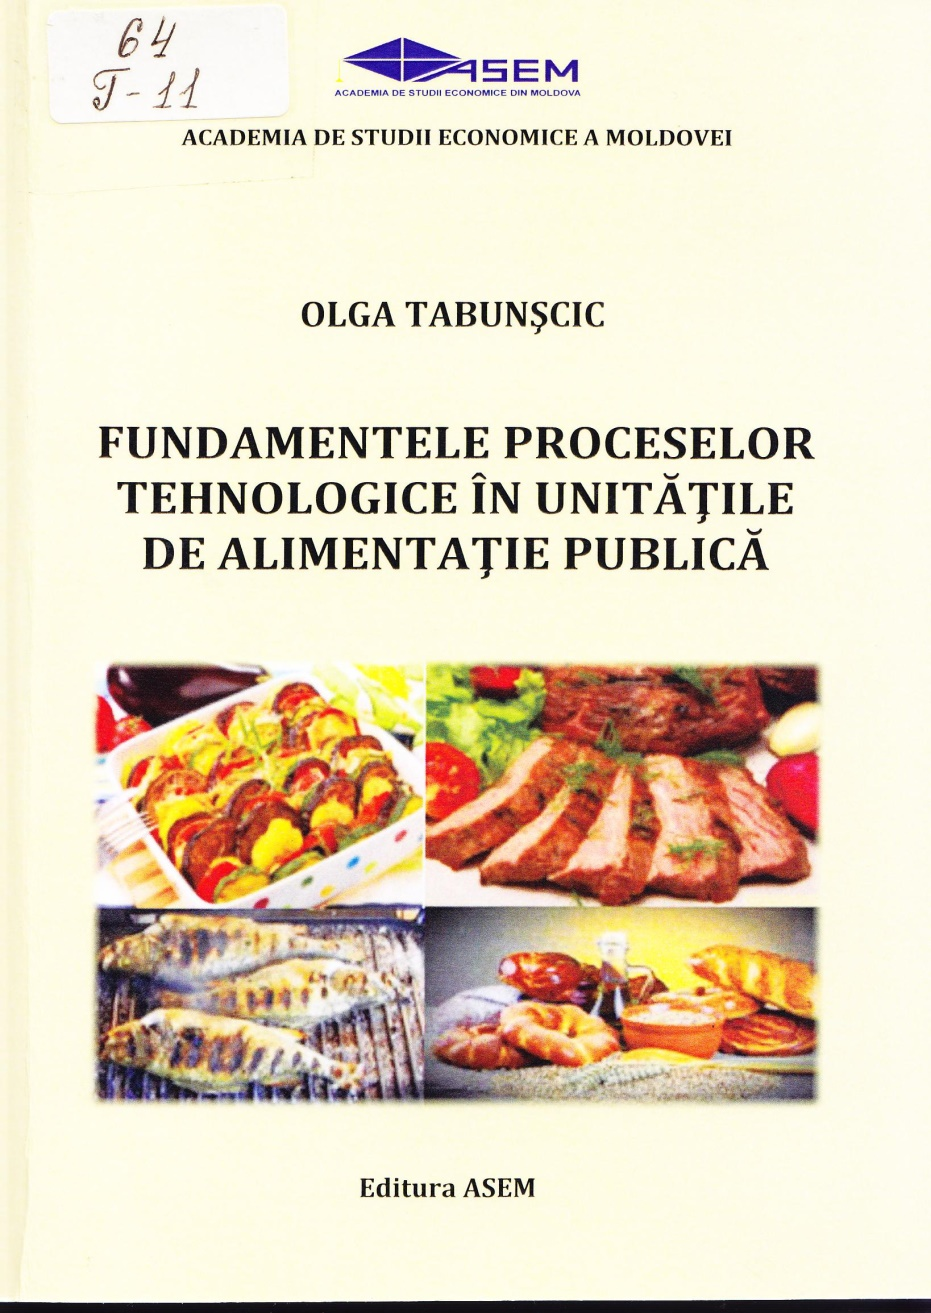 64
T-11
ASEM
ACADEMIA DE STUDII ECONOMICE DIN MOLDOVA
ACADEMIA DE STUDII ECONOMICE A MOLDOVEI
OLGA TABUNŞCIC
FUNDAMENTELE PROCESELOR
TEHNOLOGICE ÎN UNITĂŢILE
DE ALIMENTAŢIE PUBLICĂ
Editura ASEM